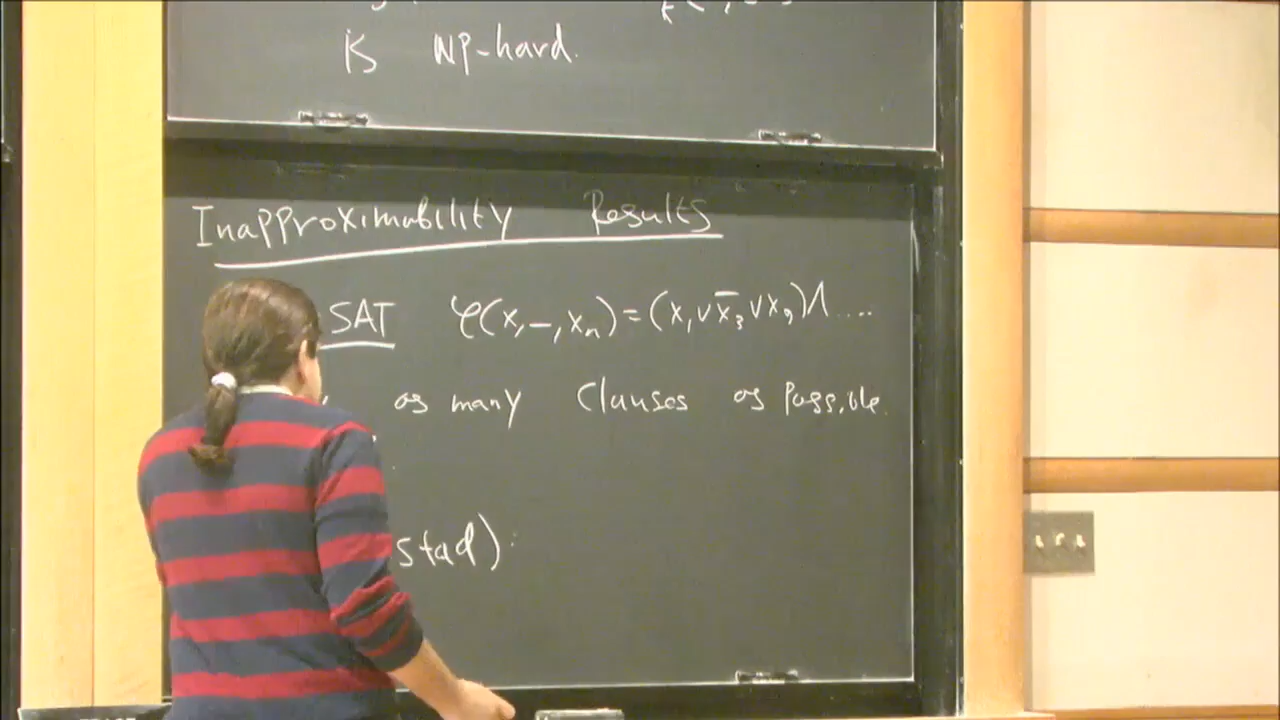 is NP-hard.
Inapproximability Results
SAT φ(x,–,xₙ)=(x₁∨x̄₃∨x₉)∧....
as many Clauses as possible.
stad):